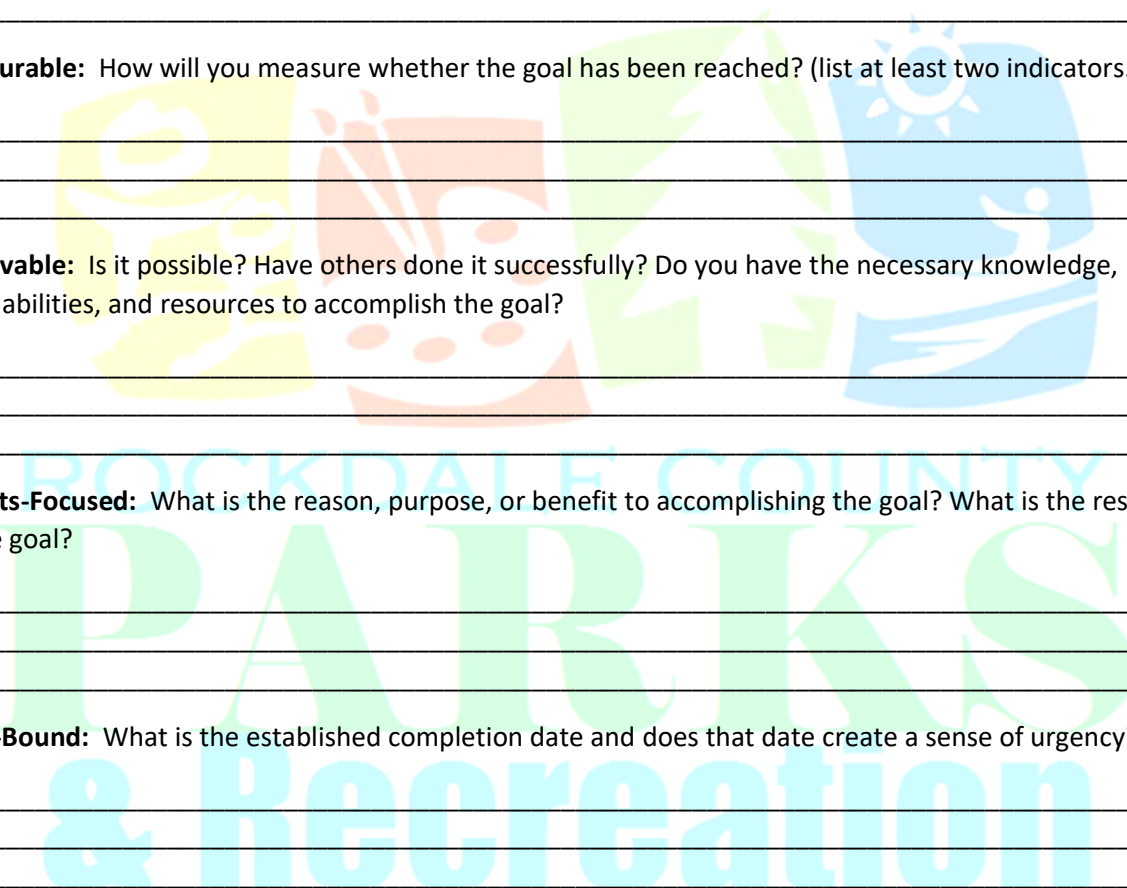 urable: How will you measure whether the goal has been reached? (list at least two indicators.
vable: Is it possible? Have others done it successfully? Do you have the necessary knowledge,
abilities, and resources to accomplish the goal?
ROCKDALE COUNTY
ts-Focused: What is the reason, purpose, or benefit to accomplishing the goal? What is the res
e goal?
PARKS
-Bound: What is the established completion date and does that date create a sense of urgency?
& Recreation